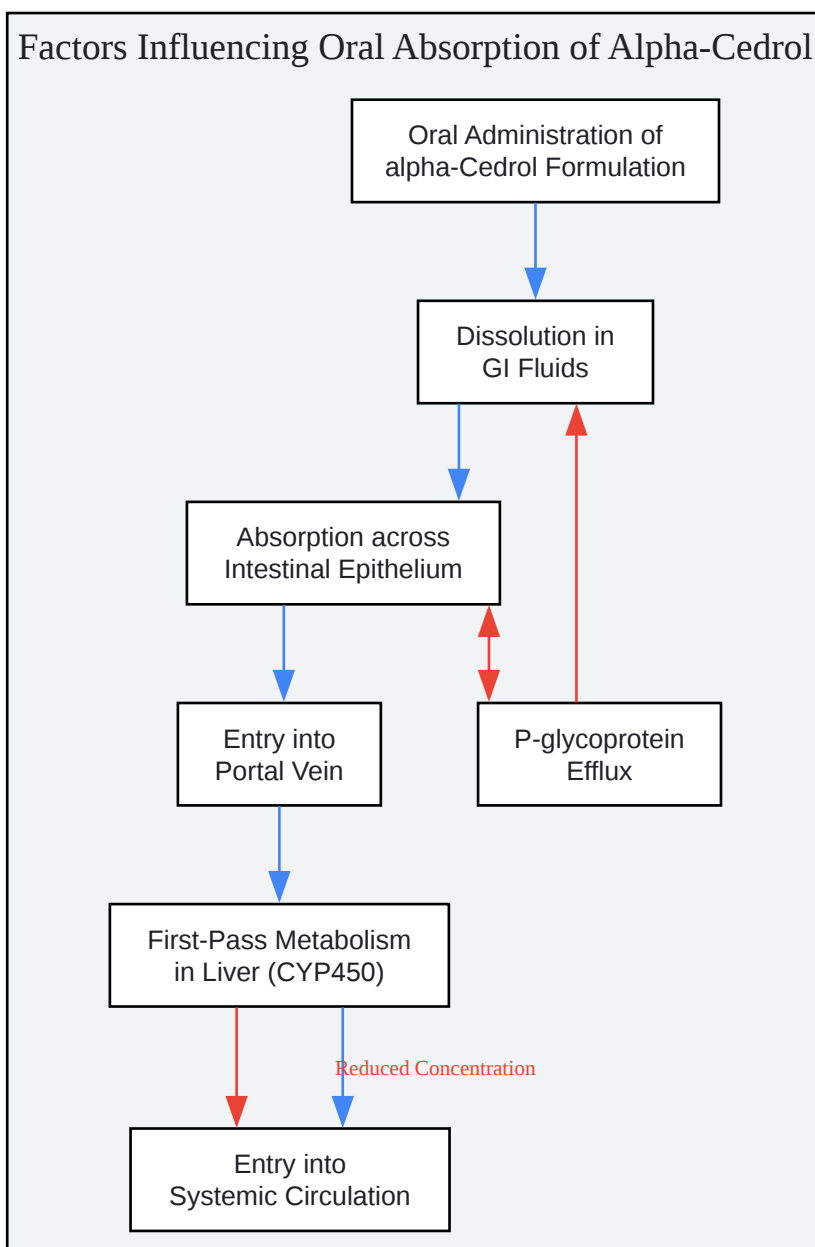 Factors Influencing Oral Absorption of Alpha-Cedrol
Oral Administration of
alpha-Cedrol Formulation
Dissolution in
GI Fluids
Absorption across
Intestinal Epithelium
Entry into
Portal Vein
P-glycoprotein
Efflux
First-Pass Metabolism
in Liver (CYP450)
Reduced Concentration
Entry into
Systemic Circulation